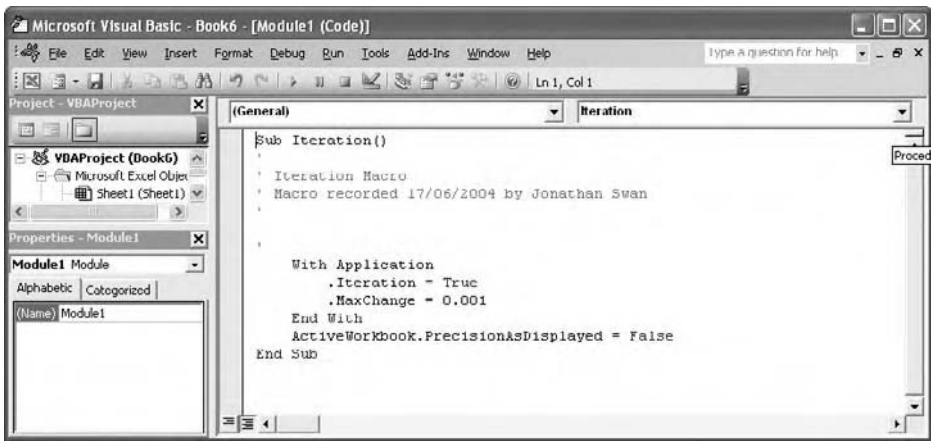 Microsoft Visual Basic - Book6 - [Module1 (Code)]
File Edit View Insert Format Debug Run Tools Add-Ins Window Help
Type a question for help
Ln 1, Col 1
Project - VBAProject
(General)
Iteration
VBAProject (Book6)
Microsoft Excel Objec
Sheet1 (Sheet1)
Properties - Module1
Module1 Module
Alphabetic Categorized
(Name) Module1
Sub Iteration()
'
' Iteration Macro
' Macro recorded 17/06/2004 by Jonathan Swan
'
'
With Application
.Iteration = True
.MaxChange = 0.001
End With
ActiveWorkbook.PrecisionAsDisplayed = False
End Sub
Proced